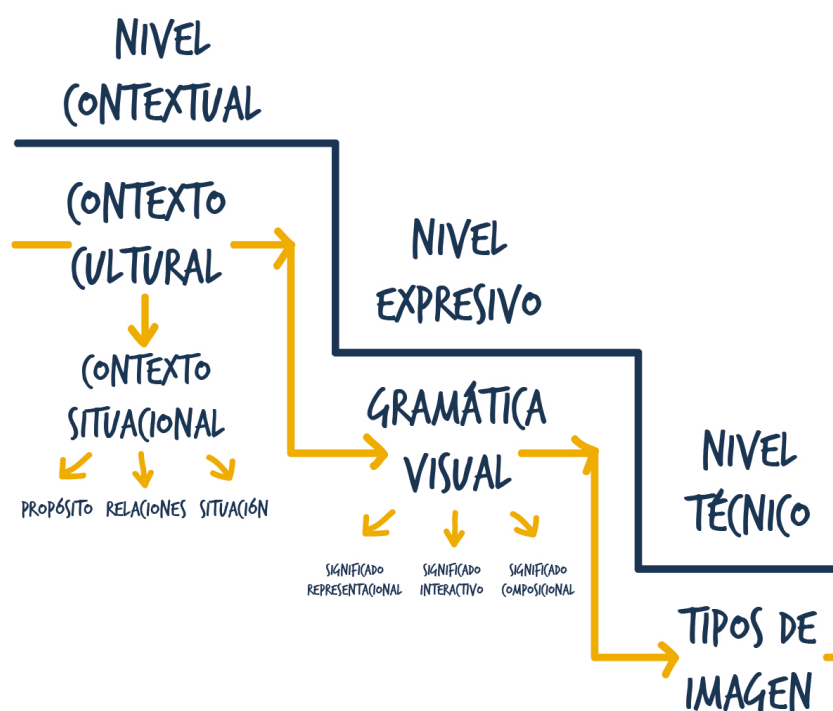 NIVEL
CONTEXTUAL
CONTEXTO
CULTURAL
CONTEXTO
SITUACIONAL
PROPÓSITO RELACIONES SITUACIÓN
NIVEL
EXPRESIVO
GRAMÁTICA
VISUAL
SIGNIFICADO
REPRESENTACIONAL
SIGNIFICADO
INTERACTIVO
SIGNIFICADO
COMPOSICIONAL
NIVEL
TÉCNICO
TIPOS DE
IMAGEN